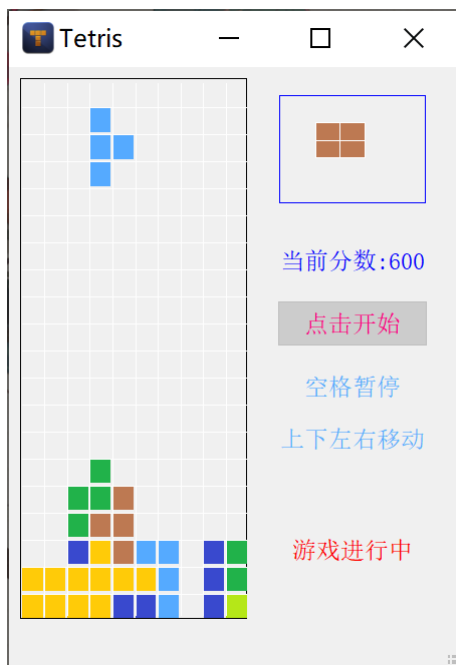 Tetris
当前分数:600
点击开始
空格暂停
上下左右移动
游戏进行中